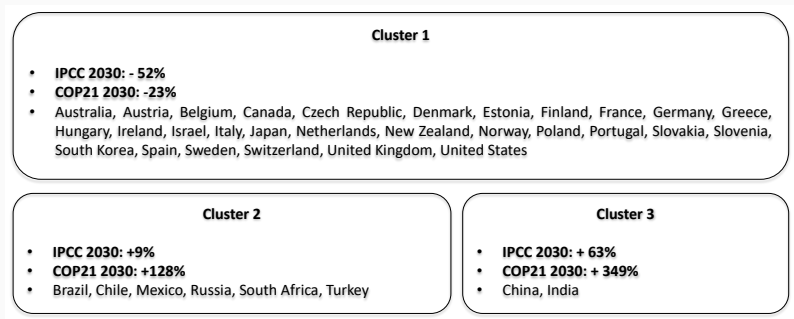 Cluster 1
• IPCC 2030: - 52%
• COP21 2030: -23%
• Australia, Austria, Belgium, Canada, Czech Republic, Denmark, Estonia, Finland, France, Germany, Greece,
Hungary, Ireland, Israel, Italy, Japan, Netherlands, New Zealand, Norway, Poland, Portugal, Slovakia, Slovenia,
South Korea, Spain, Sweden, Switzerland, United Kingdom, United States
Cluster 2
• IPCC 2030: +9%
• COP21 2030: +128%
• Brazil, Chile, Mexico, Russia, South Africa, Turkey
Cluster 3
• IPCC 2030: + 63%
• COP21 2030: + 349%
• China, India